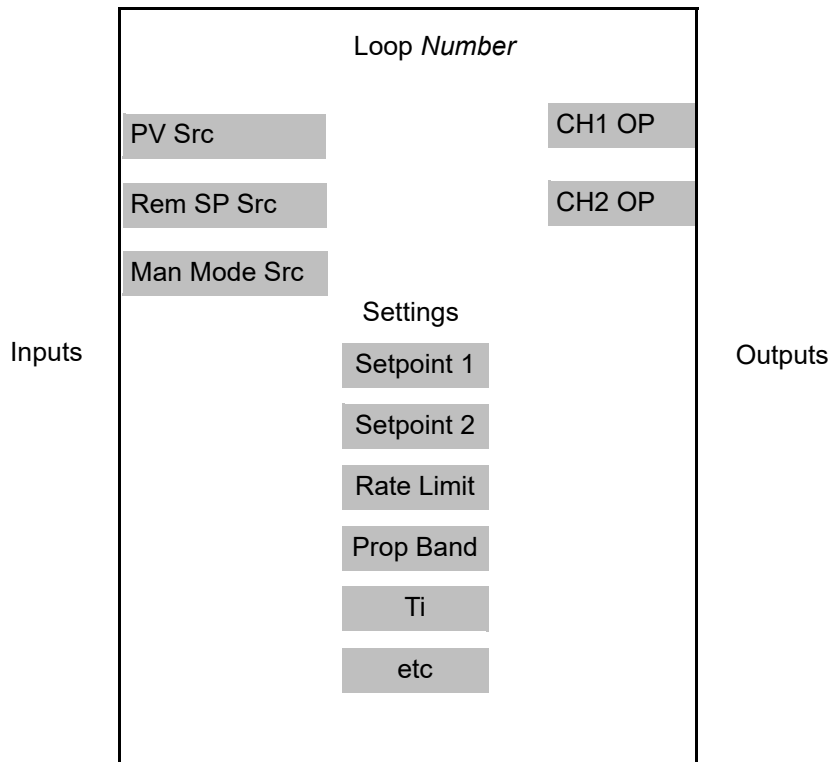 Loop Number
PV Src
CH1 OP
Rem SP Src
CH2 OP
Man Mode Src
Settings
Inputs
Outputs
Setpoint 1
Setpoint 2
Rate Limit
Prop Band
Ti
etc